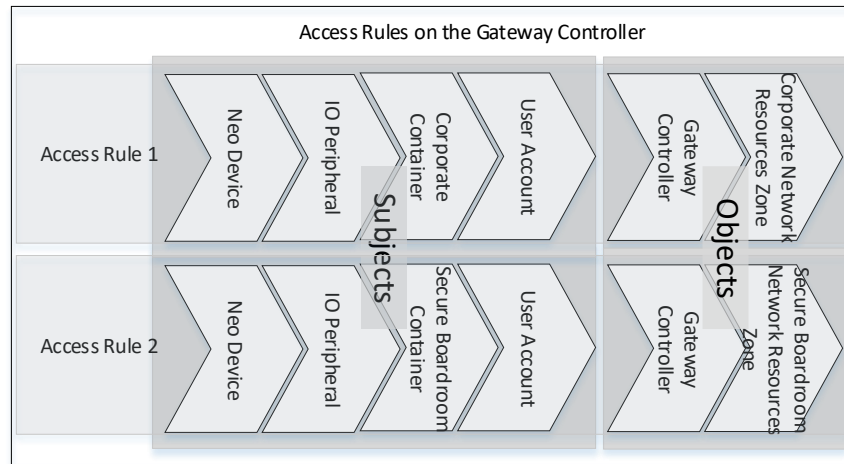 Access Rules on the Gateway Controller
Access Rule 1
Neo Device
IO Peripheral
Corporate
Container
User Account
Gateway
Controller
Corporate Network
Resources Zone
Subjects
Objects
Access Rule 2
Neo Device
IO Peripheral
Secure Boardroom
Container
User Account
Gateway
Controller
Secure Boardroom
Network Resources
Zone